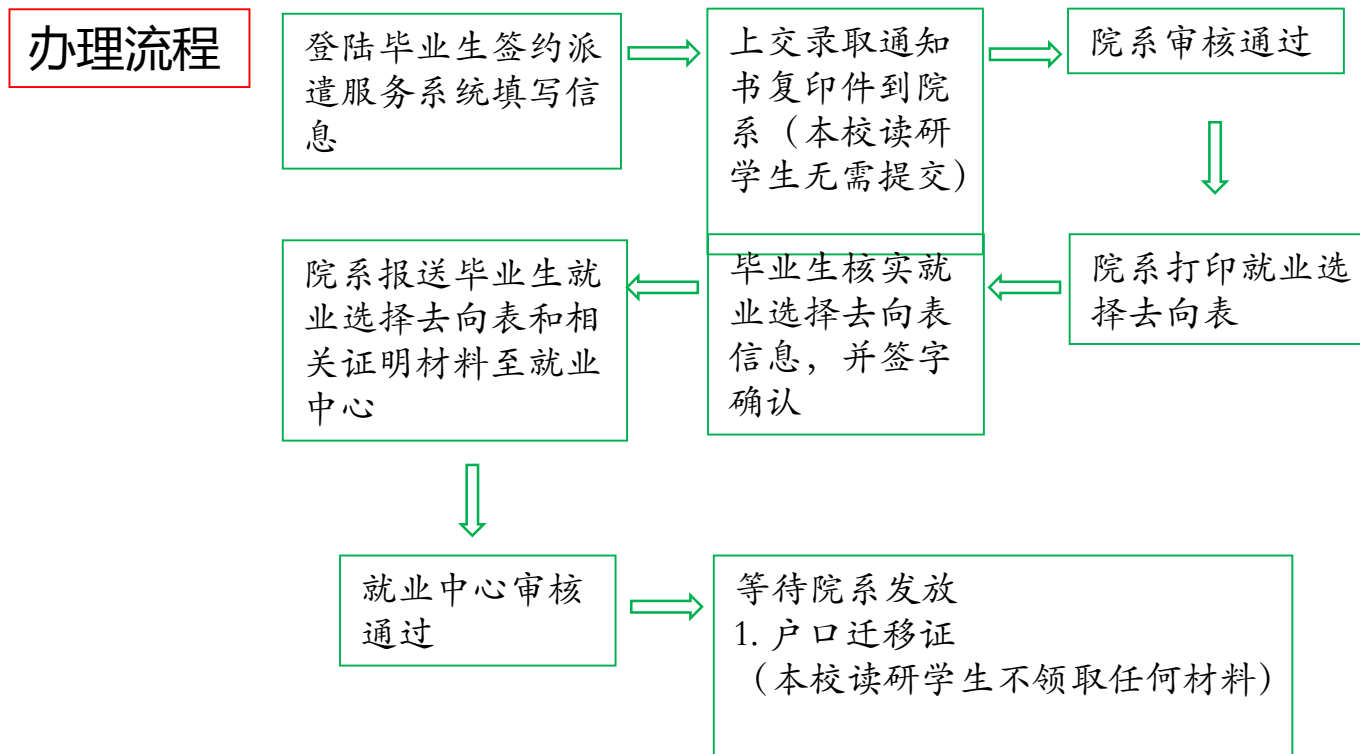 办理流程
登陆毕业生签约派
遣服务系统填写信
息
上交录取通知
书复印件到院
系（本校读研
学生无需提交）
院系审核通过
院系打印就业选
择去向表
毕业生核实就
业选择去向表
信息，并签字
确认
院系报送毕业生就
业选择去向表和相
关证明材料至就业
中心
就业中心审核
通过
等待院系发放
1. 户口迁移证
（本校读研学生不领取任何材料）